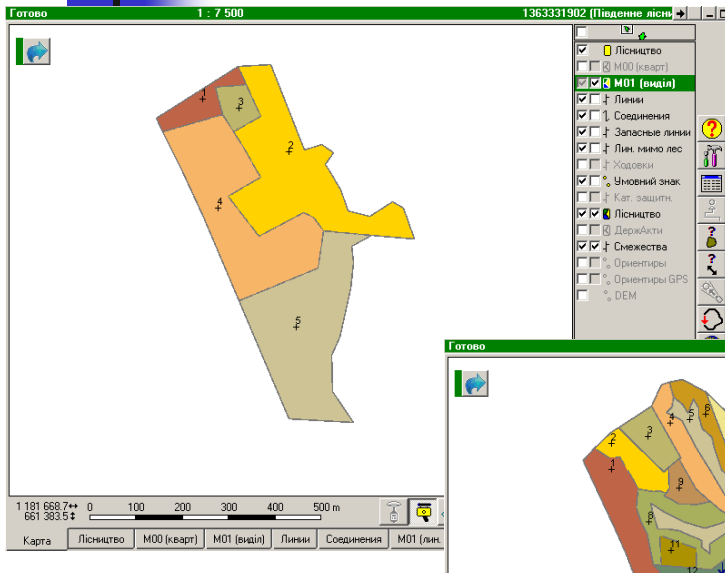 Готово 1 : 7 500 1363331902 (Південне лісни
Лісництво
М00 (кварт)
М01 (виділ)
Линии
Соединения
Запасные линии
Лин. мимо лес
Ходовки
Умовний знак
Кат. защитн.
Лісництво
ДержАкти
Смежества
Ориентиры
Ориентиры GPS
DEM
1
3
2
4
5
1 181 668.7
661 383.5
0 100 200 300 400 500 m
Карта Лісництво М00 (кварт) М01 (виділ) Линии Соединения М01 (лин.
Готово
6
5
4
3
2
1
9
8
11
12